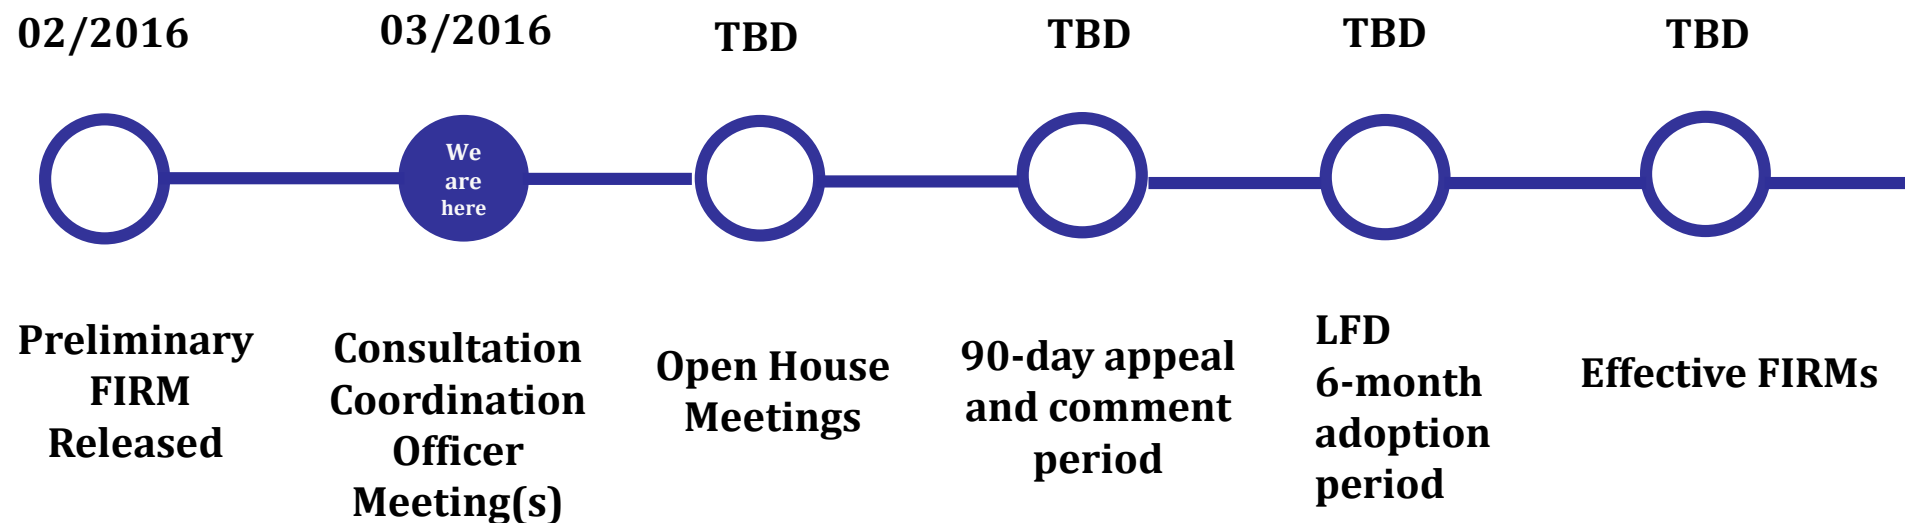 02/2016
03/2016
TBD
TBD
TBD
TBD
We
are
here
Preliminary
FIRM
Released
Consultation
Coordination
Officer
Meeting(s)
Open House
Meetings
90-day appeal
and comment
period
LFD
6-month
adoption
period
Effective FIRMs